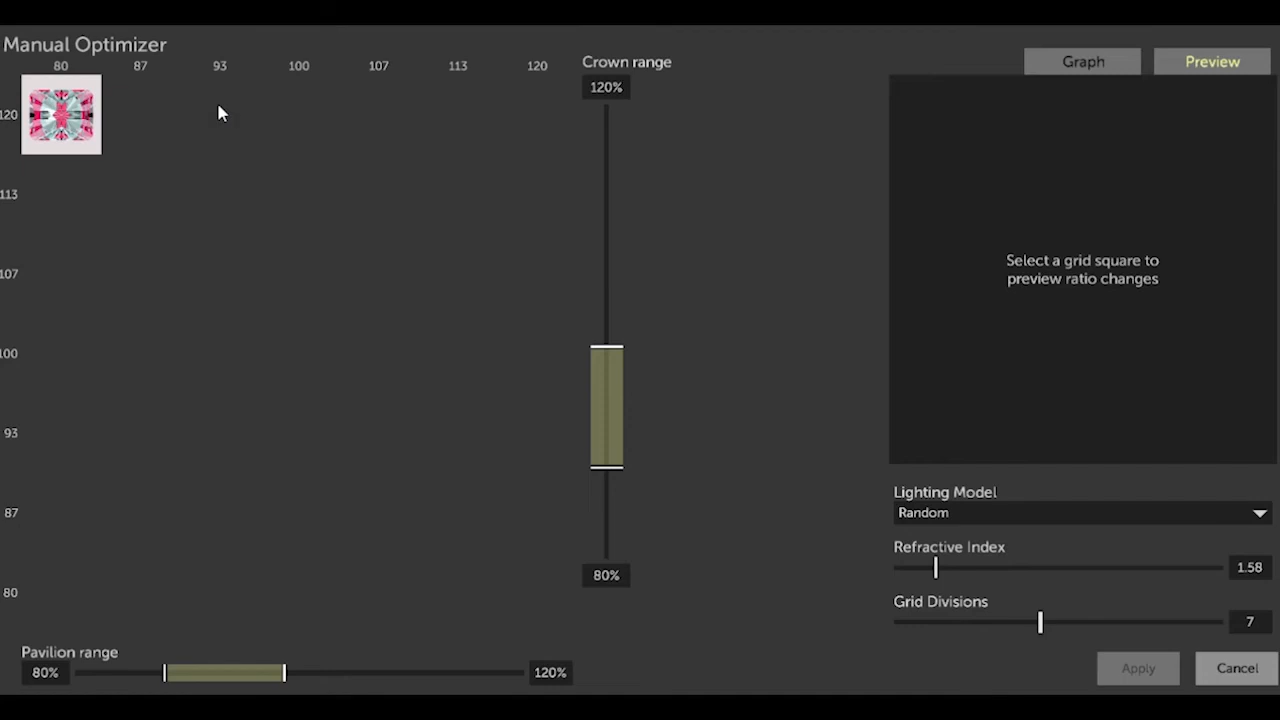 Manual Optimizer
80 87 93 100 107 113 120
120
113
107
100
93
87
80
Crown range
120%
80%
Pavilion range
80% 120%
Graph Preview
Select a grid square to
preview ratio changes
Lighting Model
Random
Refractive Index
1.58
Grid Divisions
7
Apply Cancel